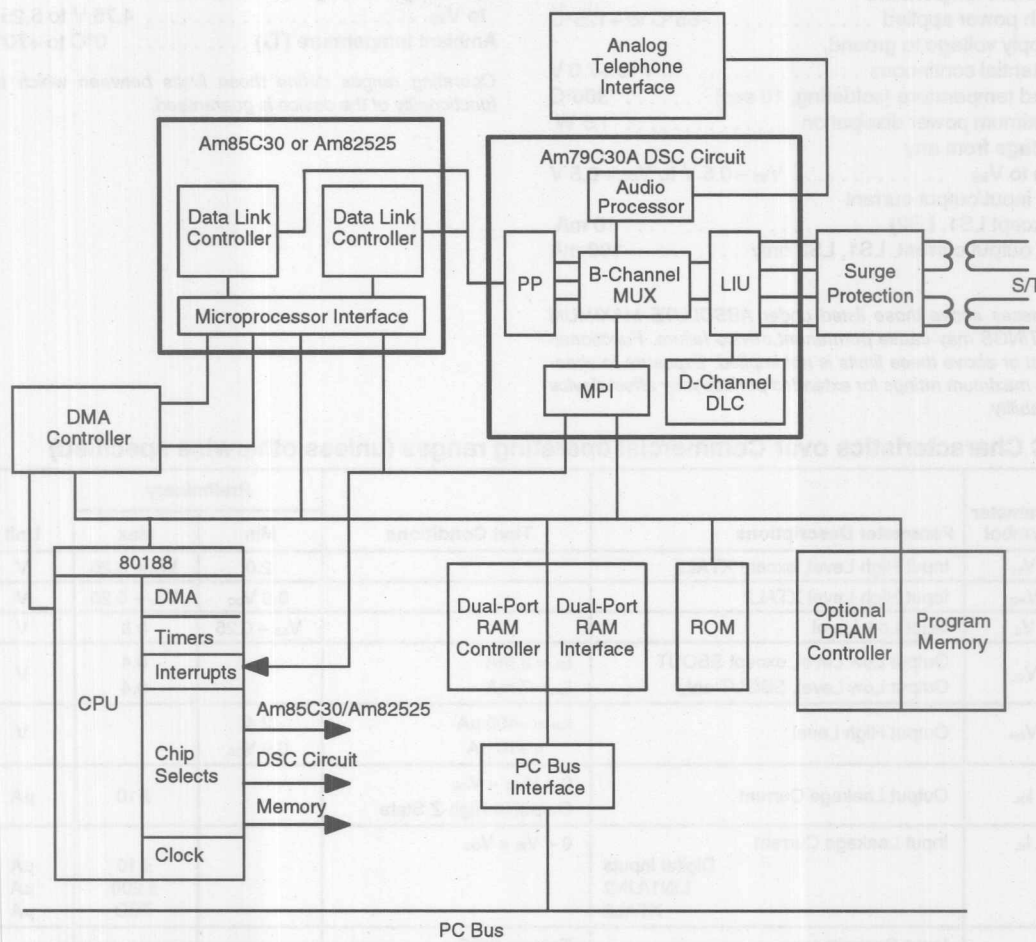 Analog
Telephone
Interface
Am85C30 or Am82525
Data Link
Controller
Data Link
Controller
Microprocessor Interface
Am79C30A DSC Circuit
Audio
Processor
PP
B-Channel
MUX
LIU
MPI
D-Channel
DLC
Surge
Protection
S/T
DMA
Controller
80188
DMA
Timers
Interrupts
CPU
Chip
Selects
Clock
Am85C30/Am82525
DSC Circuit
Memory
Dual-Port
RAM
Controller
Dual-Port
RAM
Interface
ROM
Optional
DRAM
Controller
Program
Memory
PC Bus
Interface
PC Bus